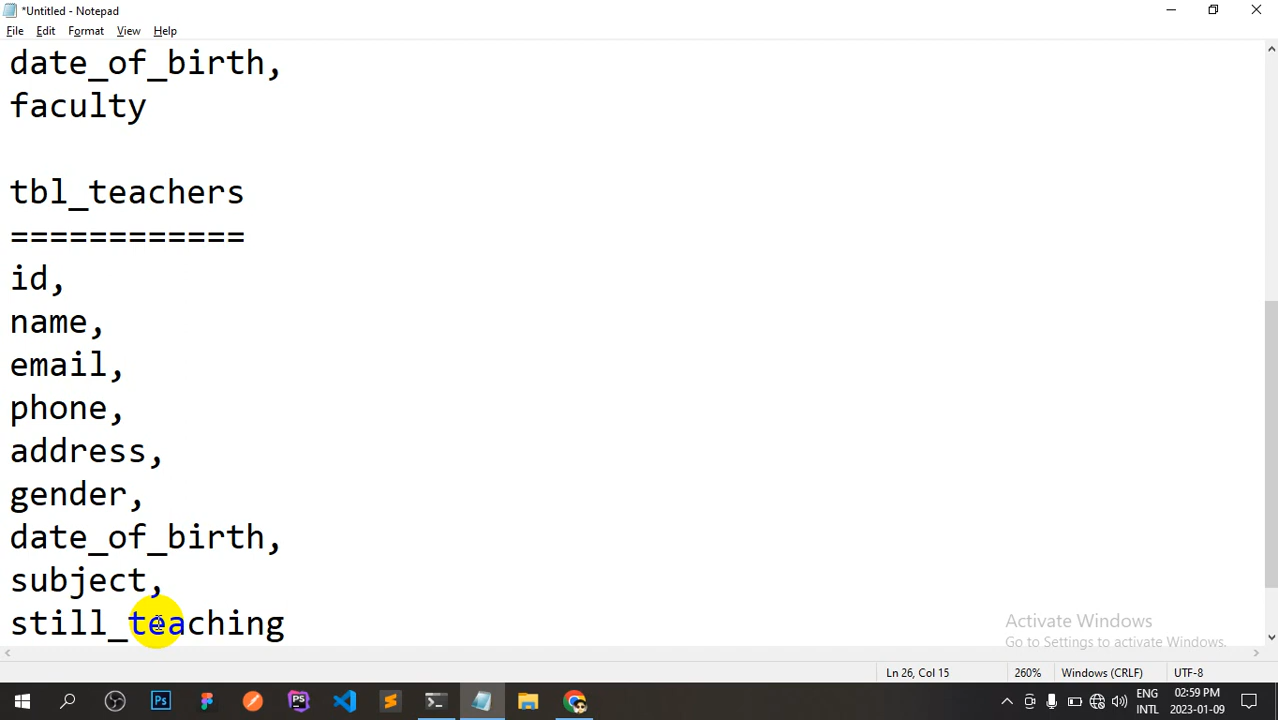 *Untitled - Notepad
File Edit Format View Help
date_of_birth,
faculty
tbl_teachers
============
id,
name,
email,
phone,
address,
gender,
date_of_birth,
subject,
still_teaching
Activate Windows
Go to Settings to activate Windows.
Ln 26, Col 15 260% Windows (CRLF) UTF-8
Ps PS ENG 02:59 PM
INTL 2023-01-09